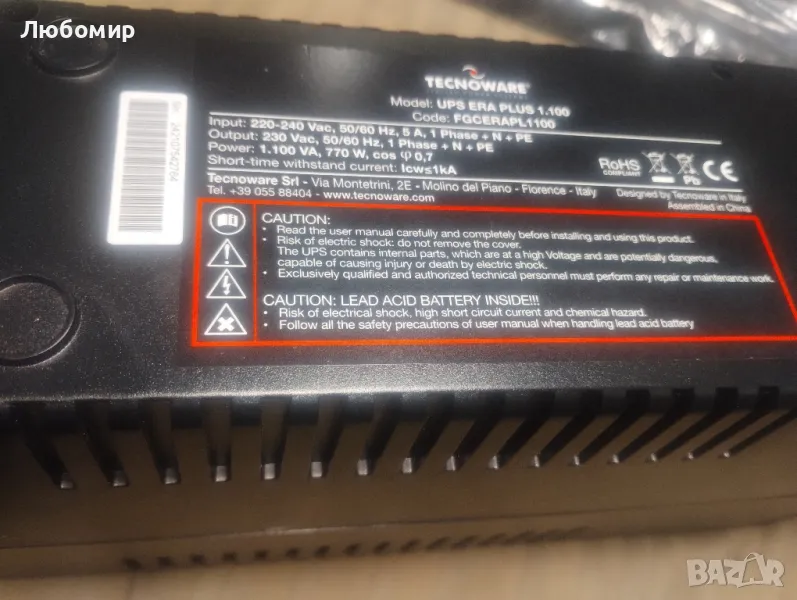 Любомир
TECNOWARE
Model: UPS ERA PLUS 1.100
Code: FGCERAPL1100
Input: 220-240 Vac, 50/60 Hz, 5 A, 1 Phase + N + PE
Output: 230 Vac, 50/60 Hz, 1 Phase + N + PE
Power: 1.100 VA, 770 W, cos φ 0,7
Short-time withstand current: Icw≤1kA
RoHS
COMPLIANT
Pb
Tecnoware Srl - Via Montetrini, 2E - Molino del Piano - Florence - Italy
Tel. +39 055 88404 - www.tecnoware.com
Designed by Tecnoware in Italy
Assembled in China
CAUTION:
• Read the user manual carefully and completely before installing and using this product.
• Risk of electric shock: do not remove the cover.
The UPS contains internal parts, which are at a high Voltage and are potentially dangerous,
capable of causing injury or death by electric shock.
• Exclusively qualified and authorized technical personnel must perform any repair or maintenance work.
CAUTION: LEAD ACID BATTERY INSIDE!!!
• Risk of electrical shock, high short circuit current and chemical hazard.
• Follow all the safety precautions of user manual when handling lead acid battery
BAZAR